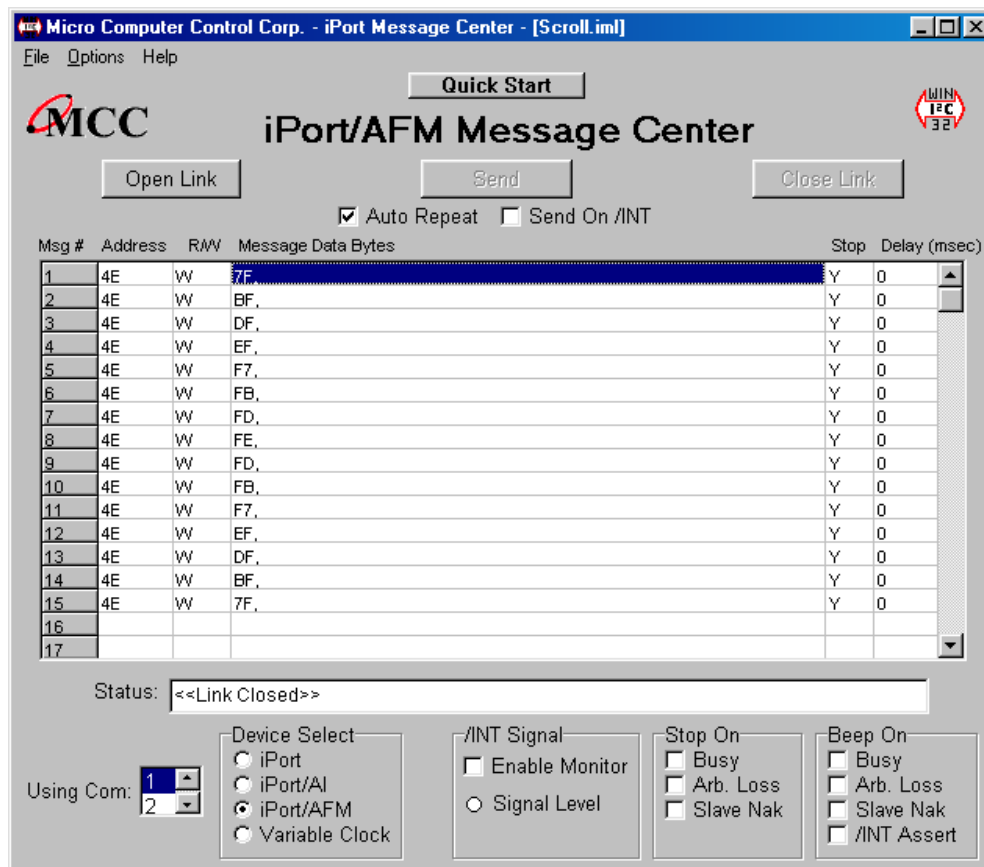 Micro Computer Control Corp. - iPort Message Center - [Scroll.iml]
File Options Help
Quick Start
MCC
iPort/AFM Message Center
WIN
I²C
32
Open Link Send Close Link
Auto Repeat Send On /INT
Msg # Address R/W Message Data Bytes Stop Delay (msec)
1 4E W 7F, Y 0
2 4E W BF, Y 0
3 4E W DF, Y 0
4 4E W EF, Y 0
5 4E W F7, Y 0
6 4E W FB, Y 0
7 4E W FD, Y 0
8 4E W FE, Y 0
9 4E W FD, Y 0
10 4E W FB, Y 0
11 4E W F7, Y 0
12 4E W EF, Y 0
13 4E W DF, Y 0
14 4E W BF, Y 0
15 4E W 7F, Y 0
16
17
Status: <<Link Closed>>
Using Com: 1
2
Device Select
iPort
iPort/AI
iPort/AFM
Variable Clock
/INT Signal
Enable Monitor
Signal Level
Stop On
Busy
Arb. Loss
Slave Nak
Beep On
Busy
Arb. Loss
Slave Nak
/INT Assert